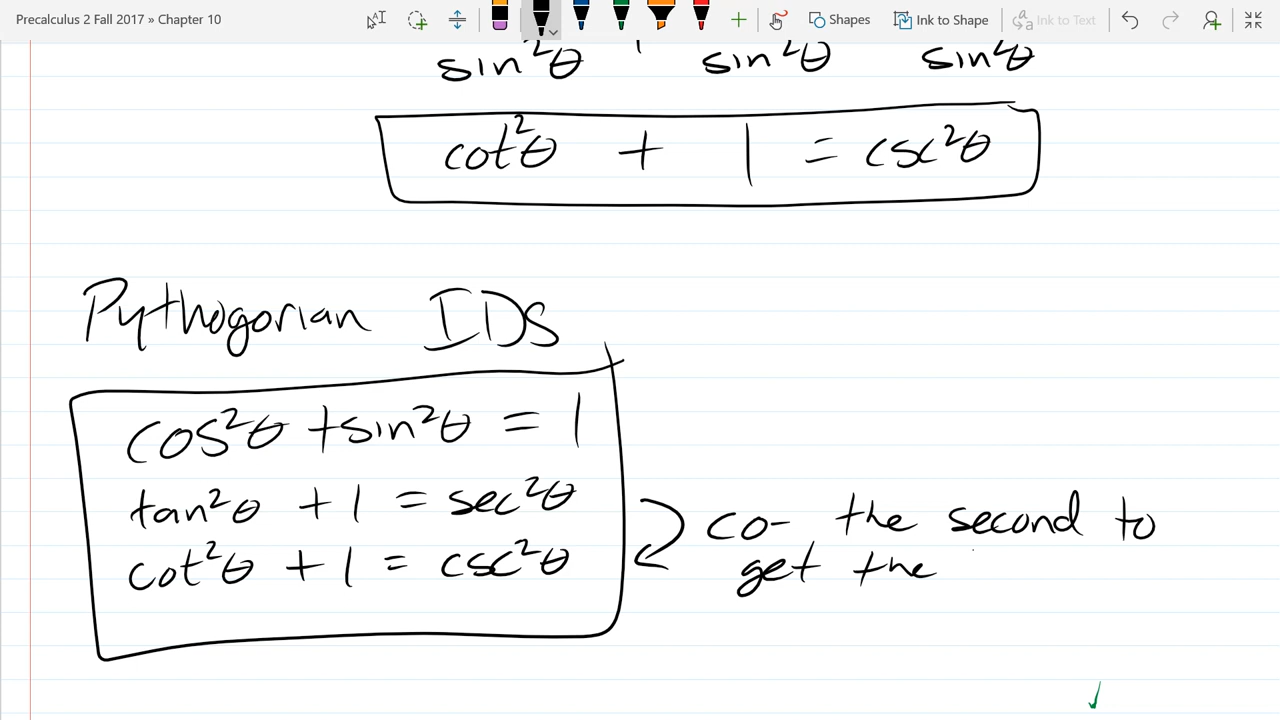 Precalculus 2 Fall 2017 » Chapter 10
Shapes
Ink to Shape
Ink to Text
sin²θ + sin²θ sin²θ
cot²θ + 1 = csc²θ
Pythogorian IDS
cos²θ + sin²θ = 1
tan²θ + 1 = sec²θ
cot²θ + 1 = csc²θ
co- the second to
get the